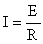 I = E/R